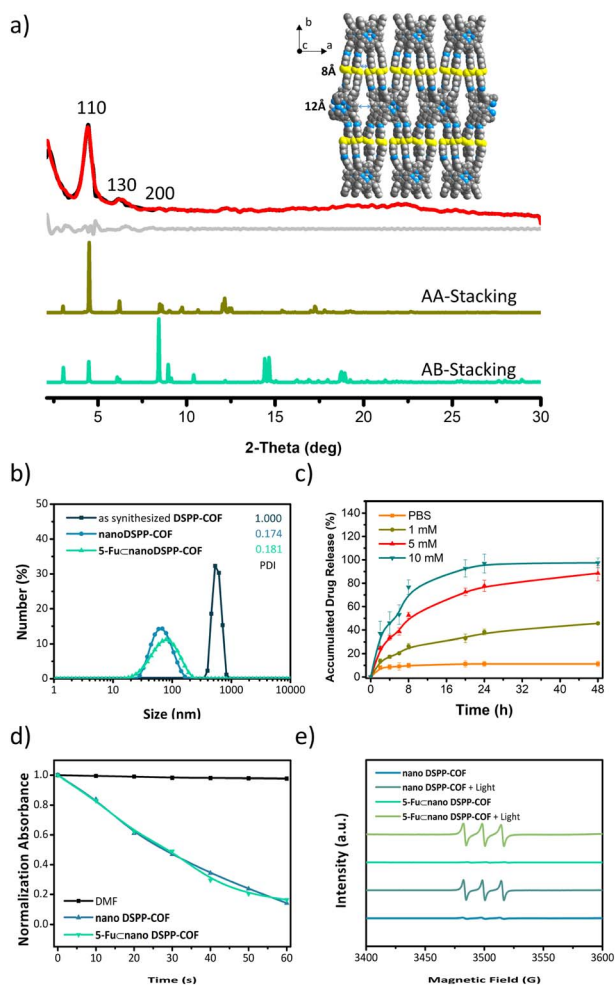 a)
b
c
a
8Å
12Å
110
130
200
AA-Stacking
AB-Stacking
5
10
15
20
25
30
2-Theta (deg)
b)
50
40
30
20
10
0
as synithesized DSPP-COF
1.000
nanoDSPP-COF
0.174
5-Fu⊂nanoDSPP-COF
0.181
PDI
Number (%)
1
10
100
1000
10000
Size (nm)
c)
140
120
100
80
60
40
20
0
PBS
1 mM
5 mM
10 mM
Accumulated Drug Release (%)
0
8
16
24
32
40
48
Time (h)
d)
1.0
0.8
0.6
0.4
0.2
0.0
Normalization Absorbance
DMF
nano DSPP-COF
5-Fu⊂nano DSPP-COF
0
10
20
30
40
50
60
Time (s)
e)
nano DSPP-COF
nano DSPP-COF + Light
5-Fu⊂nano DSPP-COF
5-Fu⊂nano DSPP-COF + Light
Intensity (a.u.)
3400
3450
3500
3550
3600
Magnetic Field (G)